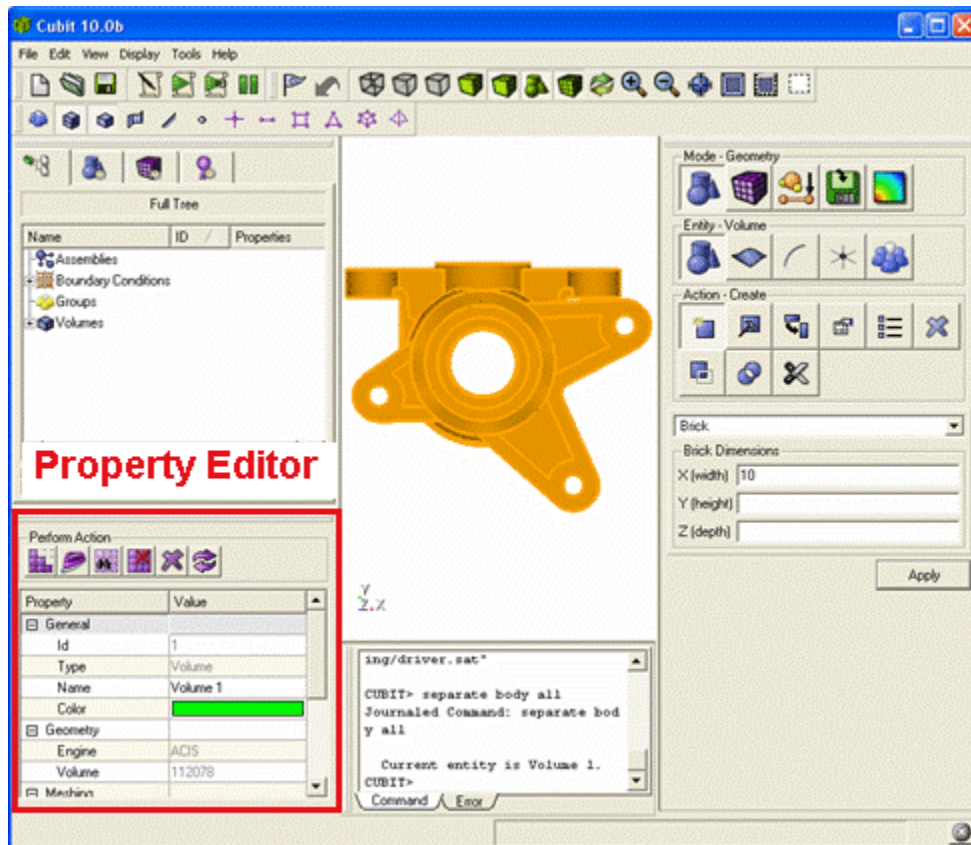 Cubit 10.0b
File Edit View Display Tools Help
Full Tree
Name ID / Properties
Assemblies
Boundary Conditions
Groups
Volumes
Property Editor
Perform Action
Property Value
General
Id 1
Type Volume
Name Volume 1
Color
Geometry
Engine ACIS
Volume 112078
Meshing
Y
Z X
ing/driver.sat"
CUBIT> separate body all
Journaled Command: separate bod
y all
Current entity is Volume 1.
CUBIT>
Command Error
Mode - Geometry
Entity - Volume
Action - Create
Brick
Brick Dimensions
X (width) 10
Y (height)
Z (depth)
Apply